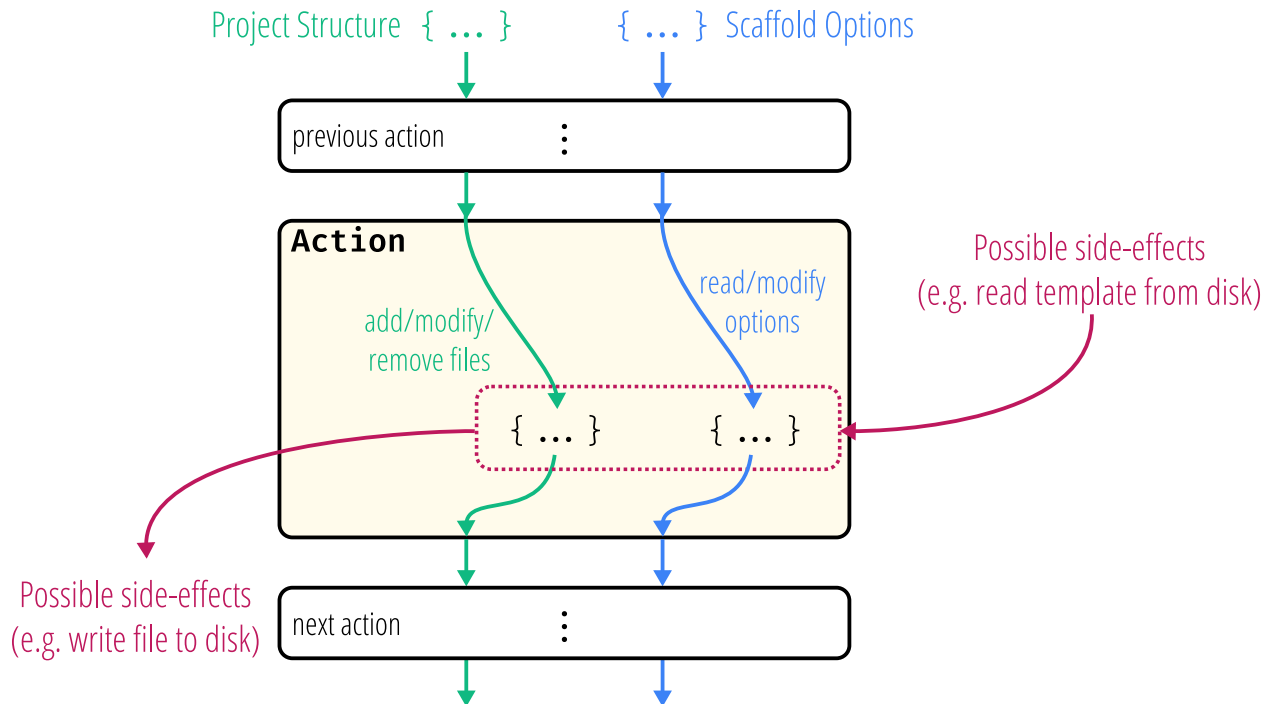 Project Structure { ... } { ... } Scaffold Options
previous action ⋮
Action
Possible side-effects
(e.g. read template from disk)
read/modify
options
add/modify/
remove files
{ ... } { ... }
Possible side-effects
(e.g. write file to disk)
next action ⋮